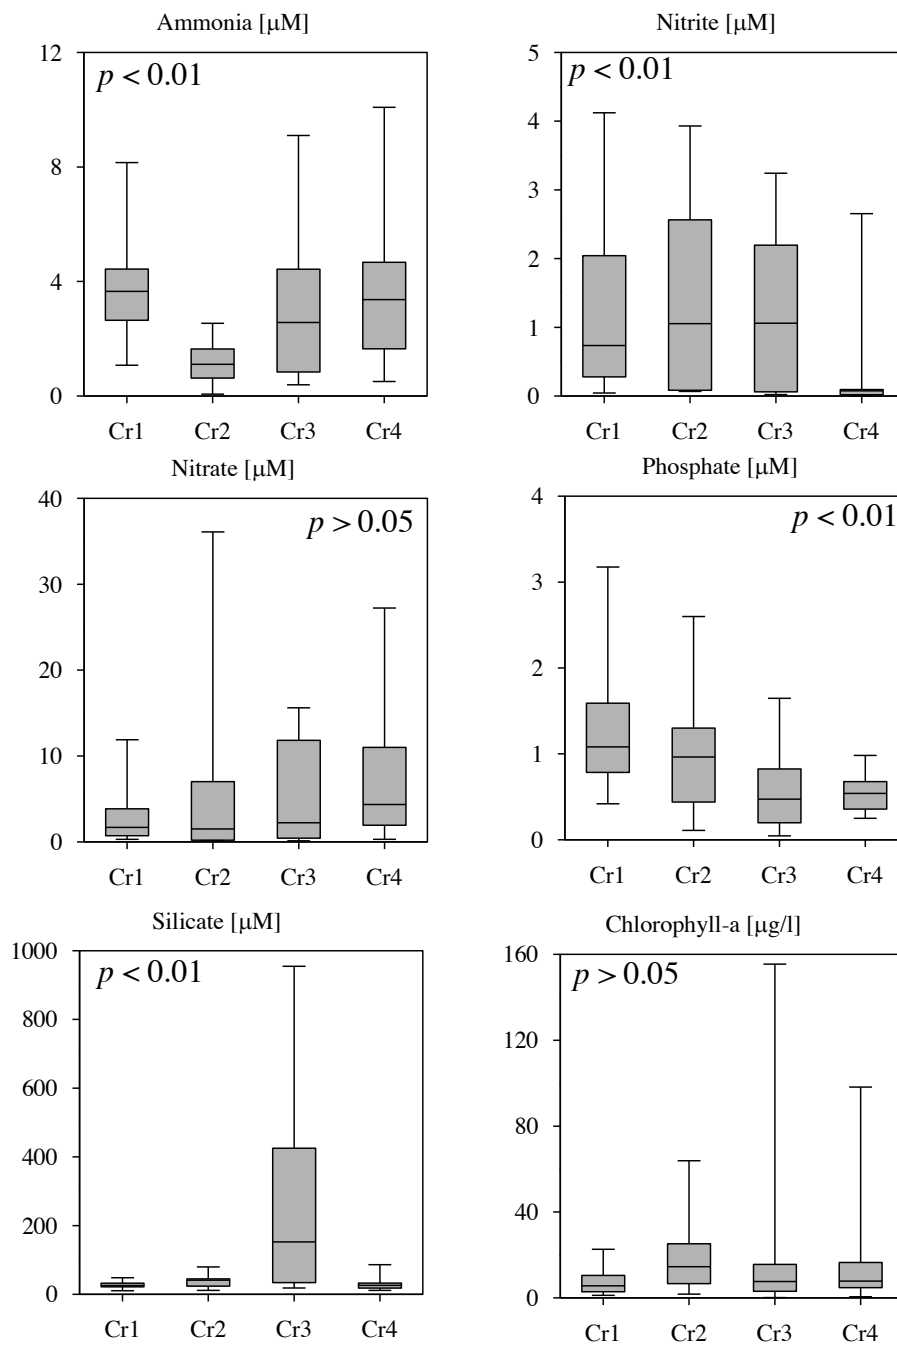 Ammonia [μM]
12
p < 0.01
8
4
0
Cr1 Cr2 Cr3 Cr4
Nitrite [μM]
5
p < 0.01
4
3
2
1
0
Cr1 Cr2 Cr3 Cr4
Nitrate [μM]
40
p > 0.05
30
20
10
0
Cr1 Cr2 Cr3 Cr4
Phosphate [μM]
4
p < 0.01
3
2
1
0
Cr1 Cr2 Cr3 Cr4
Silicate [μM]
1000
p < 0.01
800
600
400
200
0
Cr1 Cr2 Cr3 Cr4
Chlorophyll-a [μg/l]
160
p > 0.05
120
80
40
0
Cr1 Cr2 Cr3 Cr4